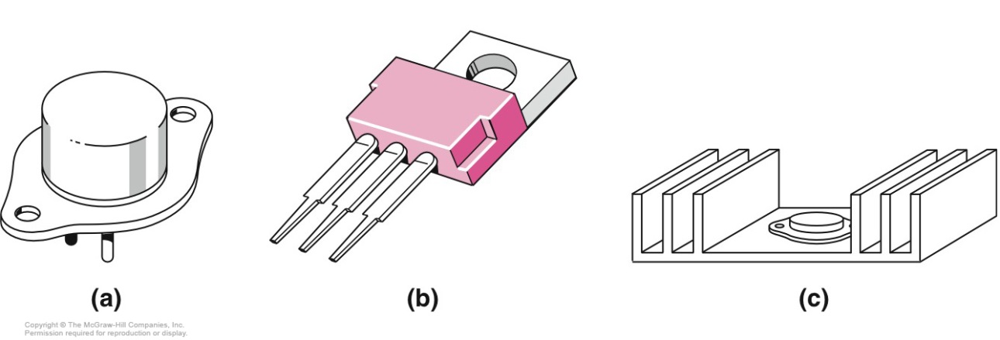 (a)
(b)
(c)
Copyright © The McGraw-Hill Companies, Inc.
Permission required for reproduction or display.